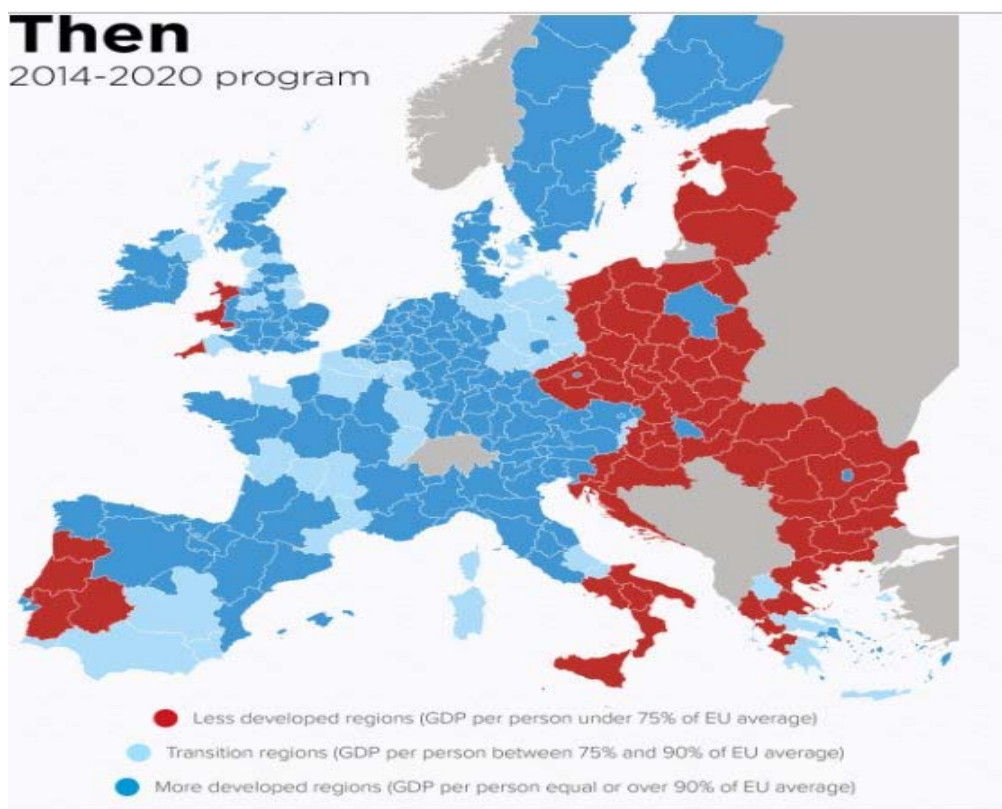 Then
2014-2020 program
Less developed regions (GDP per person under 75% of EU average)
Transition regions (GDP per person between 75% and 90% of EU average)
More developed regions (GDP per person equal or over 90% of EU average)